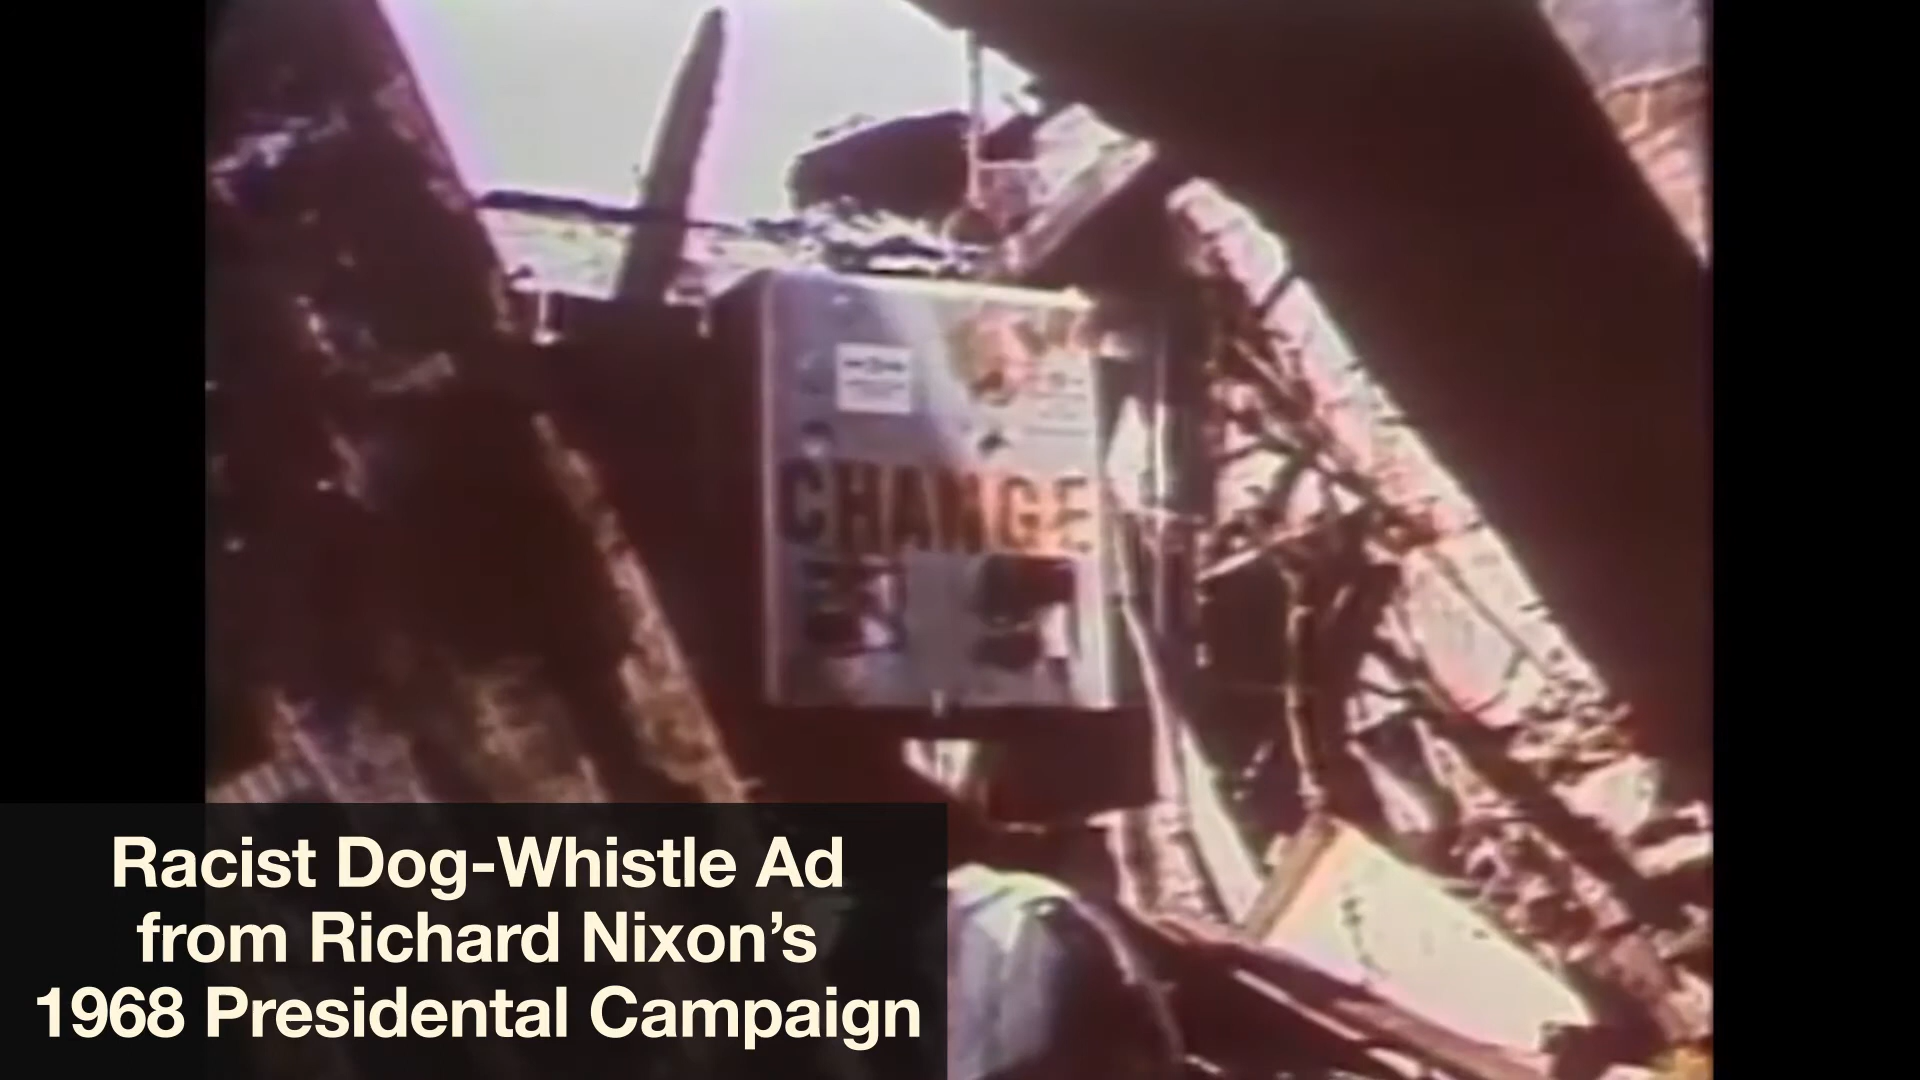 CHANGE
Racist Dog-Whistle Ad
from Richard Nixon’s
1968 Presidental Campaign